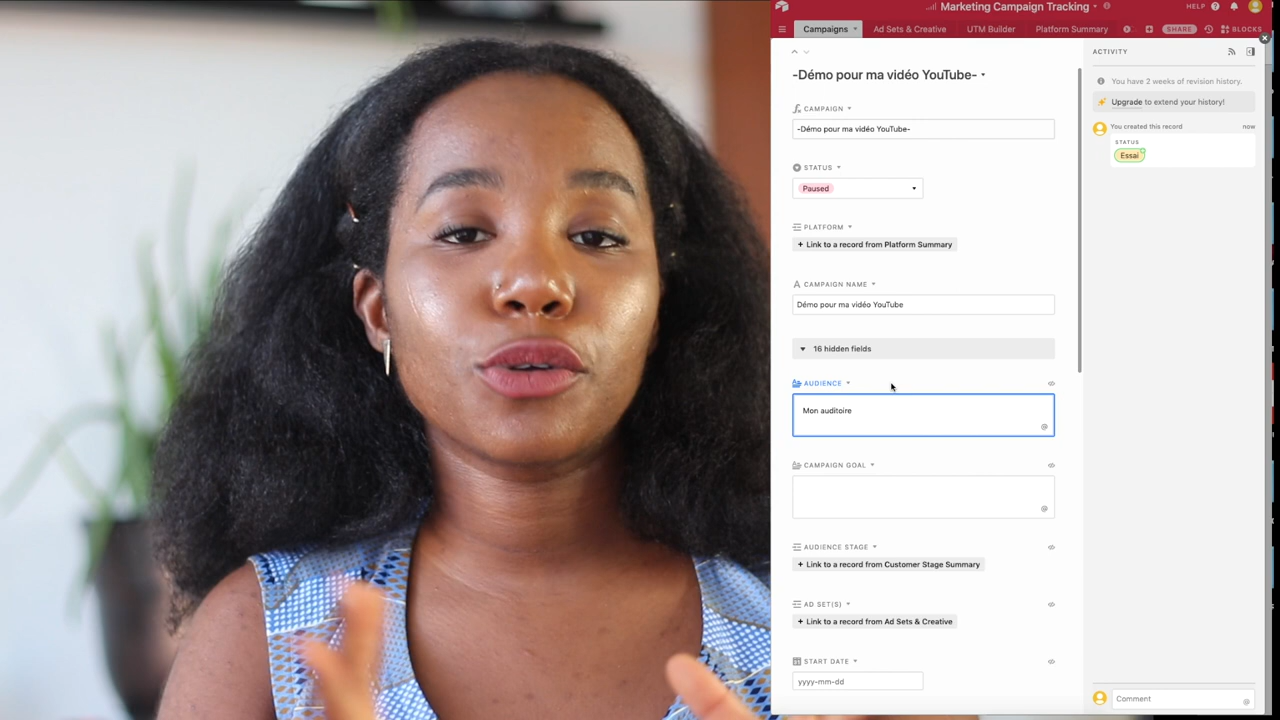 Marketing Campaign Tracking
HELP
Campaigns
Ad Sets & Creative
UTM Builder
Platform Summary
SHARE
BLOCKS
-Démo pour ma vidéo YouTube-
CAMPAIGN
-Démo pour ma vidéo YouTube-
STATUS
Paused
PLATFORM
+ Link to a record from Platform Summary
CAMPAIGN NAME
Démo pour ma vidéo YouTube
16 hidden fields
AUDIENCE
Mon auditoire
@
CAMPAIGN GOAL
@
AUDIENCE STAGE
+ Link to a record from Customer Stage Summary
AD SET(S)
+ Link to a record from Ad Sets & Creative
START DATE
yyyy-mm-dd
ACTIVITY
You have 2 weeks of revision history.
Upgrade to extend your history!
You created this record now
STATUS
Essai
Comment
@